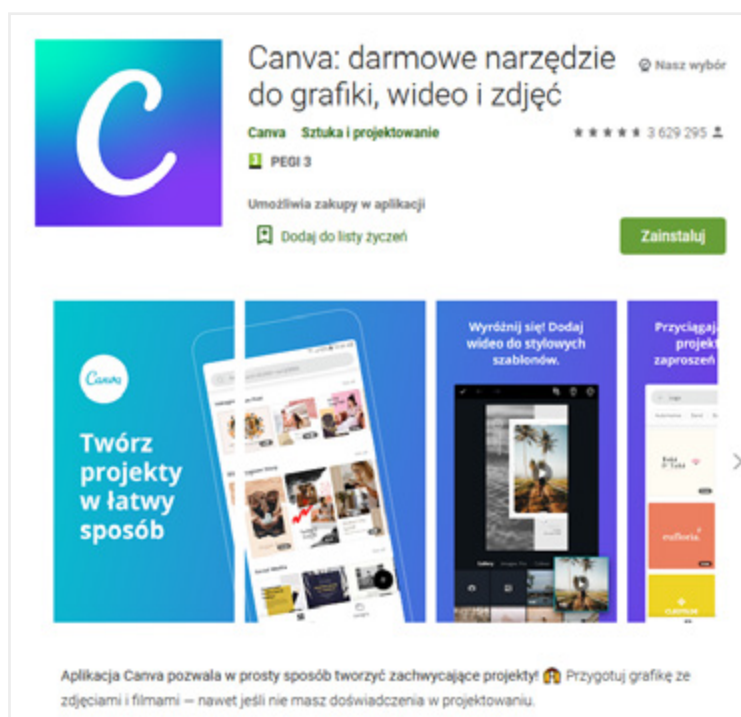 Canva: darmowe narzędzie
do grafiki, wideo i zdjęć
Nasz wybór
Canva Sztuka i projektowanie
3 629 295
3 PEGI 3
Umożliwia zakupy w aplikacji
Dodaj do listy życzeń
Zainstaluj
C
Canva
Twórz
projekty
w łatwy
sposób
Wyróżnij się! Dodaj
wideo do stylowych
szablonów.
Przyciągaj
projekt
zaproszeń
Gallery
eufloria.
Aplikacja Canva pozwala w prosty sposób tworzyć zachwycające projekty! Przygotuj grafikę ze
zdjęciami i filmami — nawet jeśli nie masz doświadczenia w projektowaniu.